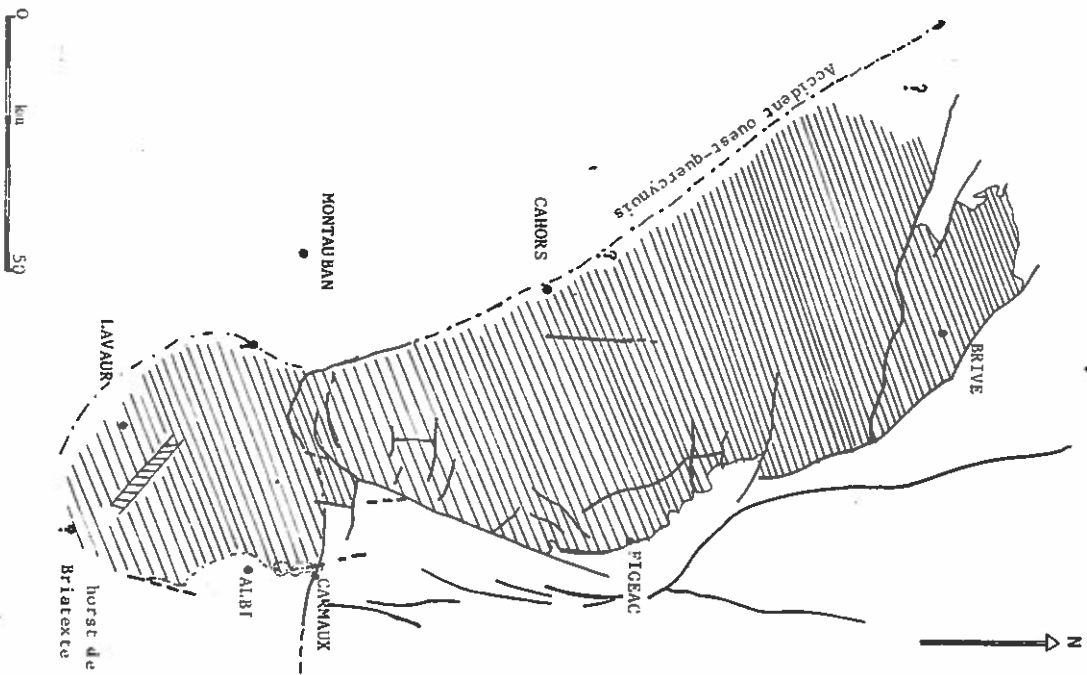 N
?
BRIVE
Accident ouest-quercynois
?
FIGEAC
CAHORS
CARMAUX
MONTAUBAN
ALBI
LAVAUR
?
horst de
Briatexte
0
km
50